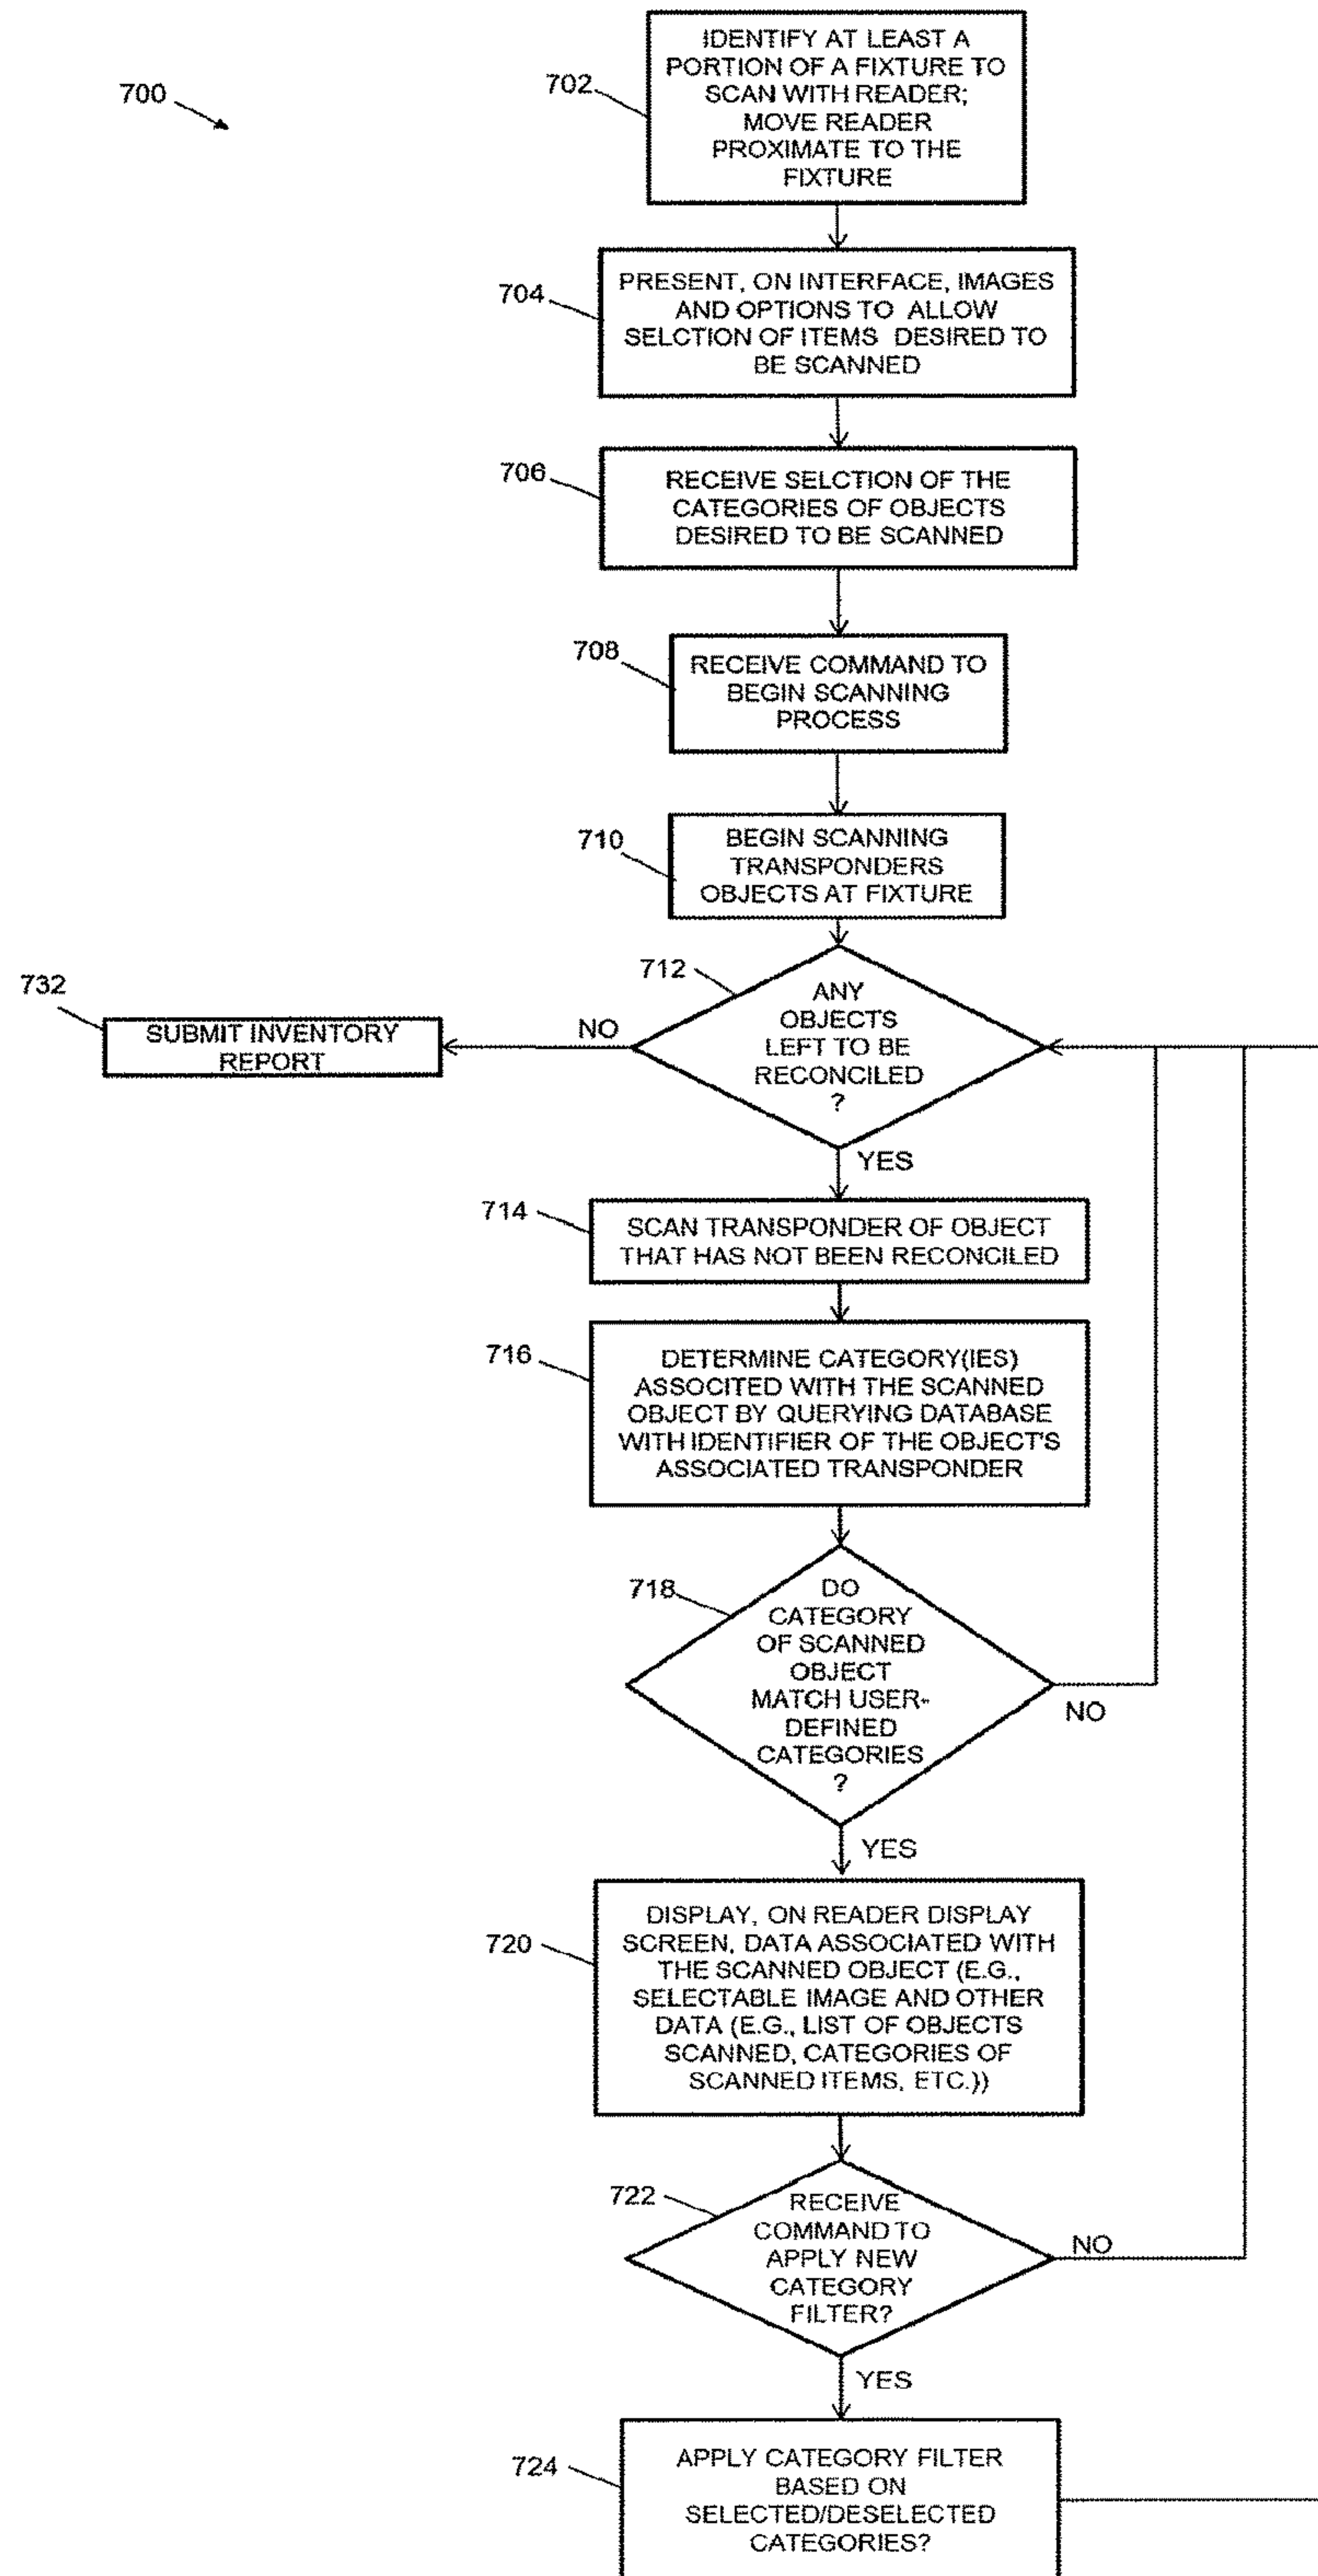 700
702
IDENTIFY AT LEAST A
PORTION OF A FIXTURE TO
SCAN WITH READER;
MOVE READER
PROXIMATE TO THE
FIXTURE
704
PRESENT, ON INTERFACE, IMAGES
AND OPTIONS TO ALLOW
SELCTION OF ITEMS DESIRED TO
BE SCANNED
706
RECEIVE SELCTION OF THE
CATEGORIES OF OBJECTS
DESIRED TO BE SCANNED
708
RECEIVE COMMAND TO
BEGIN SCANNING
PROCESS
710
BEGIN SCANNING
TRANSPONDERS
OBJECTS AT FIXTURE
712
ANY
OBJECTS
LEFT TO BE
RECONCILED
?
NO
732
SUBMIT INVENTORY
REPORT
YES
714
SCAN TRANSPONDER OF OBJECT
THAT HAS NOT BEEN RECONCILED
716
DETERMINE CATEGORY(IES)
ASSOCITED WITH THE SCANNED
OBJECT BY QUERYING DATABASE
WITH IDENTIFIER OF THE OBJECT'S
ASSOCIATED TRANSPONDER
718
DO
CATEGORY
OF SCANNED
OBJECT
MATCH USER-
DEFINED
CATEGORIES
?
NO
YES
720
DISPLAY, ON READER DISPLAY
SCREEN, DATA ASSOCIATED WITH
THE SCANNED OBJECT (E.G.,
SELECTABLE IMAGE AND OTHER
DATA (E.G., LIST OF OBJECTS
SCANNED, CATEGORIES OF
SCANNED ITEMS, ETC.))
722
RECEIVE
COMMAND TO
APPLY NEW
CATEGORY
FILTER?
NO
YES
724
APPLY CATEGORY FILTER
BASED ON
SELECTED/DESELECTED
CATEGORIES?